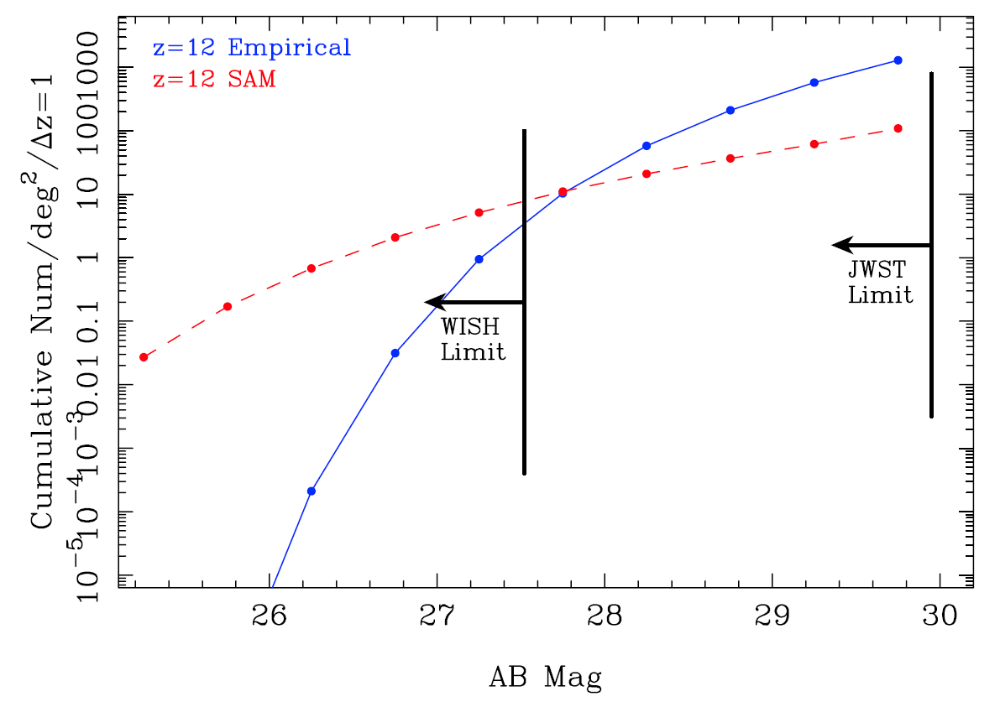 z=12 Empirical
z=12 SAM
Cumulative Num/deg²/Δz=1
1000
100
10
1
0.1
0.01
10⁻³
10⁻⁴
10⁻⁵
WISH
Limit
JWST
Limit
26 27 28 29 30
AB Mag